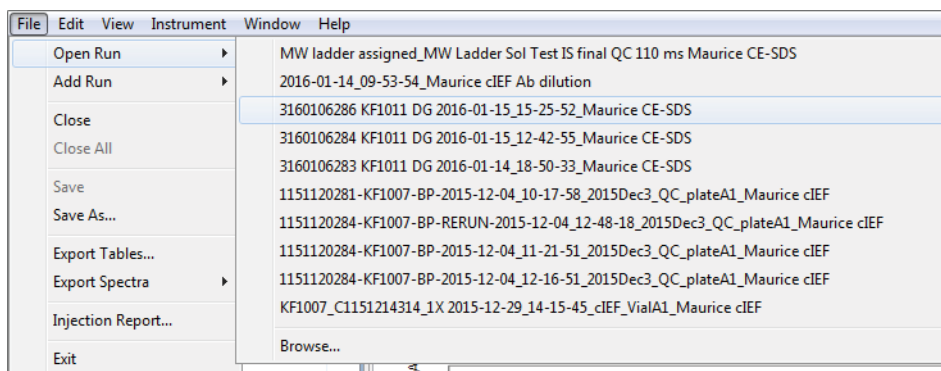 File Edit View Instrument Window Help
Open Run
Add Run
Close
Close All
Save
Save As...
Export Tables...
Export Spectra
Injection Report...
Exit
MW ladder assigned_MW Ladder Sol Test IS final QC 110 ms Maurice CE-SDS
2016-01-14_09-53-54_Maurice cIEF Ab dilution
3160106286 KF1011 DG 2016-01-15_15-25-52_Maurice CE-SDS
3160106284 KF1011 DG 2016-01-15_12-42-55_Maurice CE-SDS
3160106283 KF1011 DG 2016-01-14_18-50-33_Maurice CE-SDS
1151120281-KF1007-BP-2015-12-04_10-17-58_2015Dec3_QC_plateA1_Maurice cIEF
1151120284-KF1007-BP-RERUN-2015-12-04_12-48-18_2015Dec3_QC_plateA1_Maurice cIEF
1151120284-KF1007-BP-2015-12-04_11-21-51_2015Dec3_QC_plateA1_Maurice cIEF
1151120284-KF1007-BP-2015-12-04_12-16-51_2015Dec3_QC_plateA1_Maurice cIEF
KF1007_C1151214314_1X 2015-12-29_14-15-45_cIEF_VialA1_Maurice cIEF
Browse...